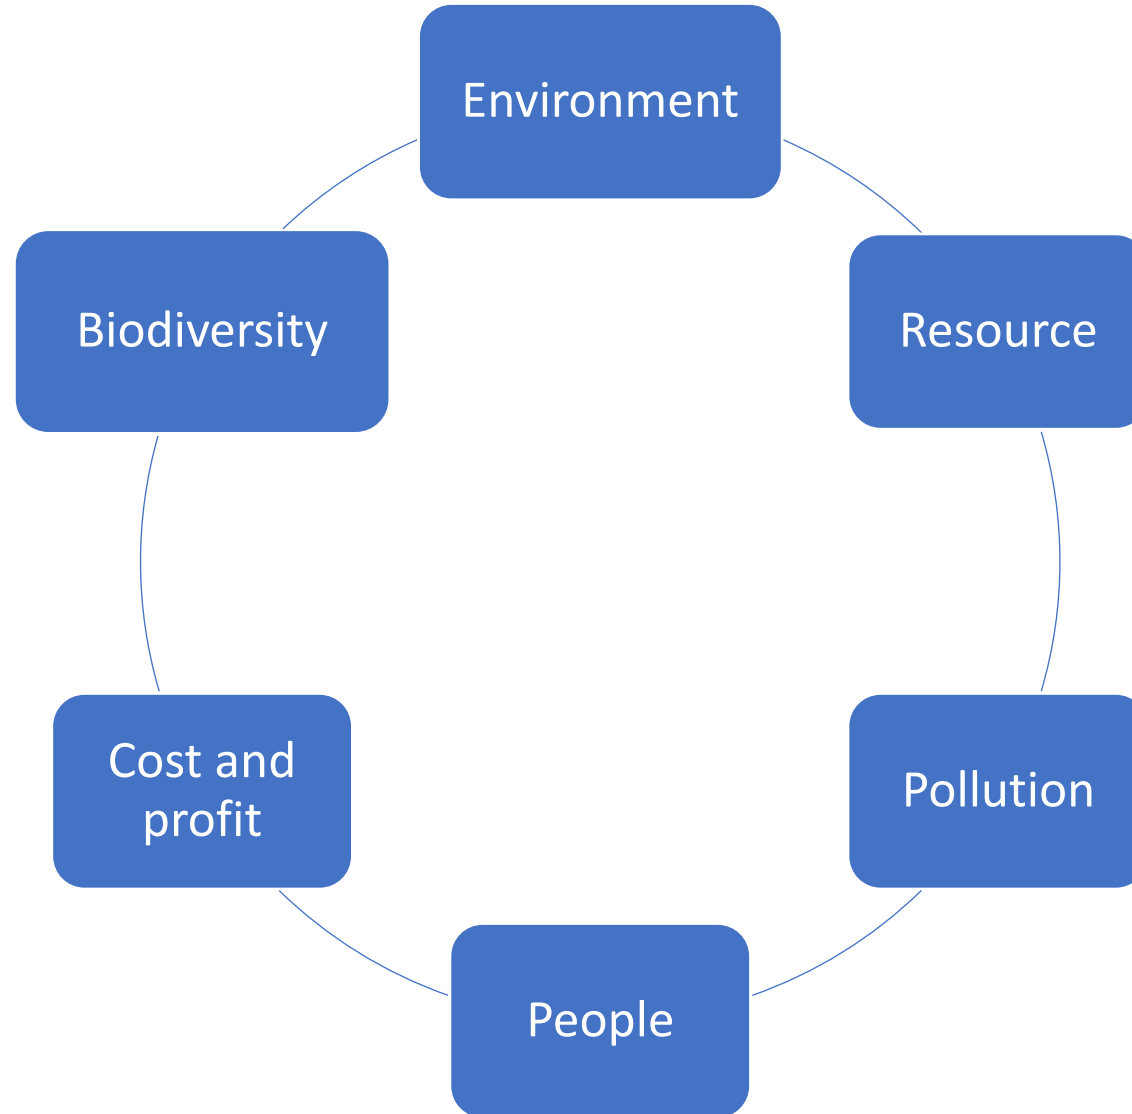 Environment
Resource
Pollution
People
Cost and
profit
Biodiversity